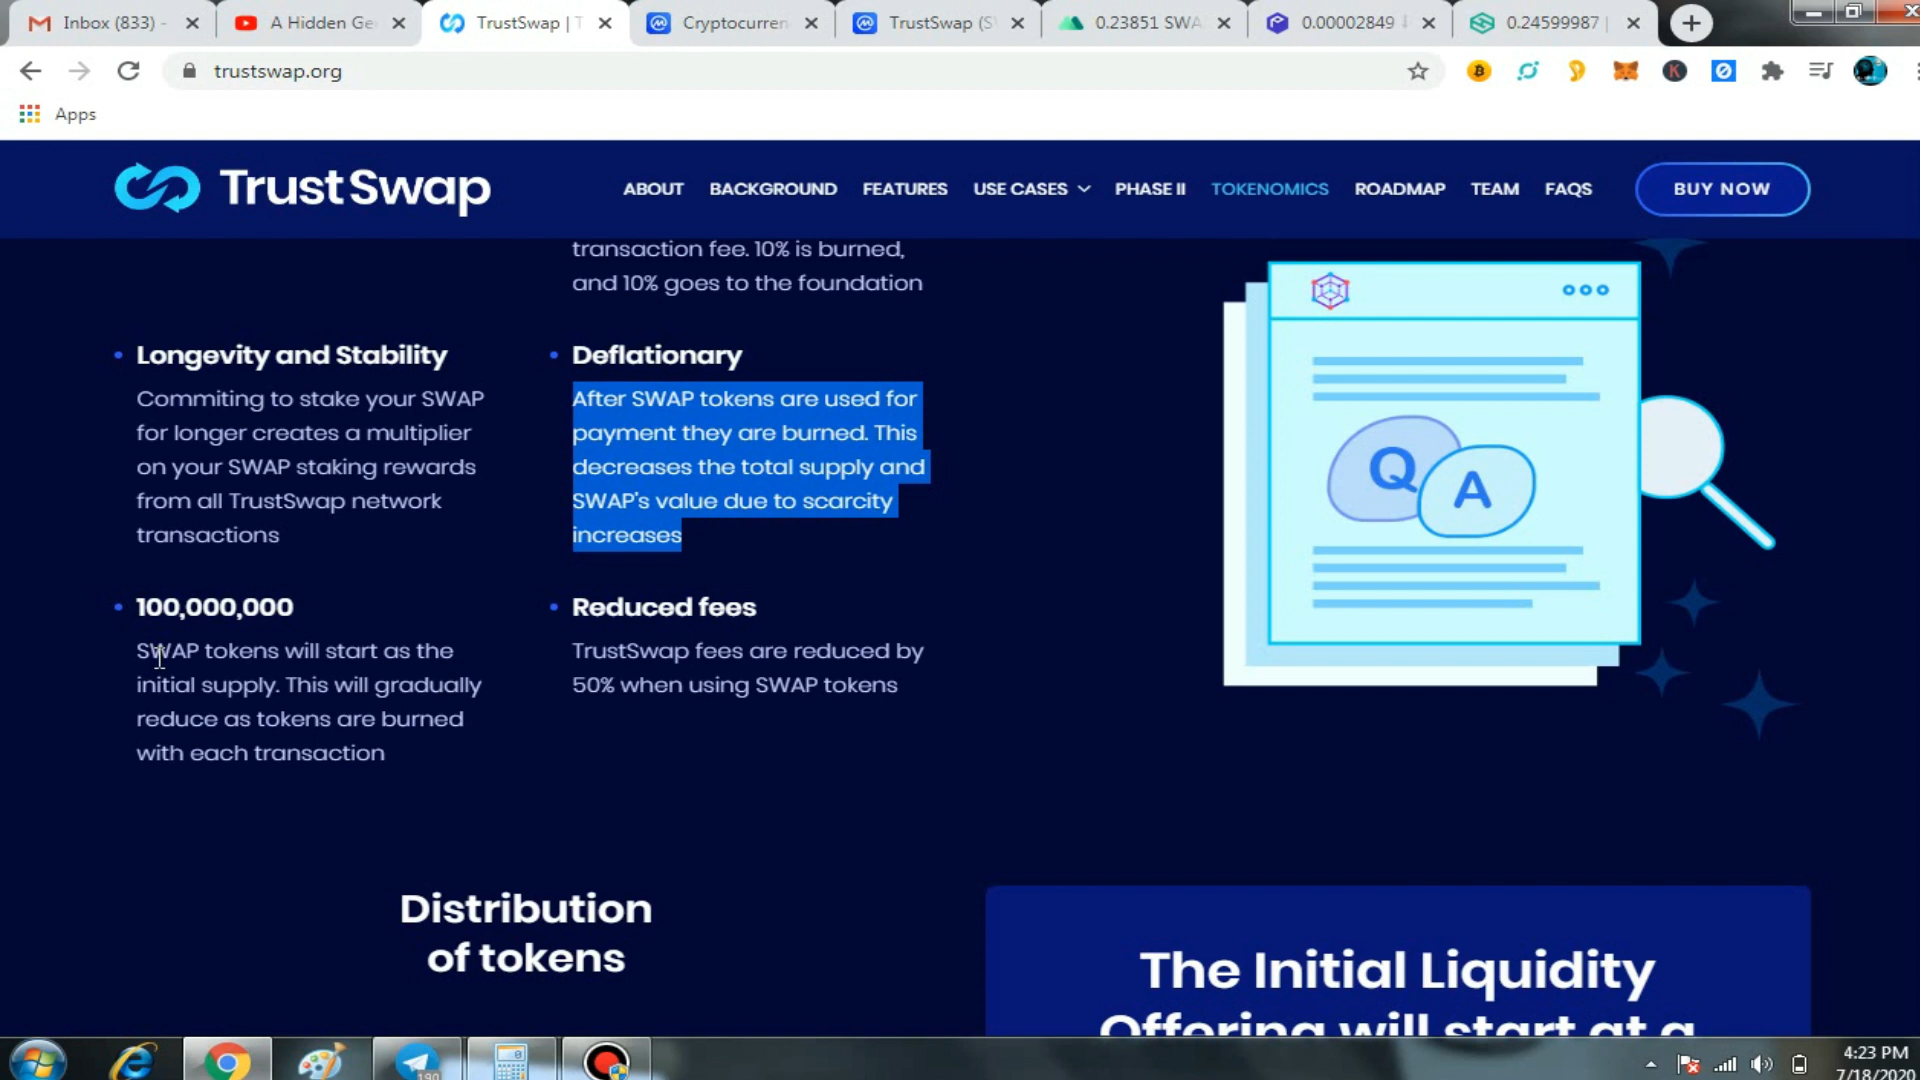 Inbox (833) -
A Hidden Ge
TrustSwap | T
Cryptocurren
TrustSwap (S
0.23851 SWA
0.00002849
0.24599987 |
trustswap.org
Apps
TrustSwap
ABOUT
BACKGROUND
FEATURES
USE CASES
PHASE II
TOKENOMICS
ROADMAP
TEAM
FAQS
BUY NOW
transaction fee. 10% is burned,
and 10% goes to the foundation
Longevity and Stability
Commiting to stake your SWAP
for longer creates a multiplier
on your SWAP staking rewards
from all TrustSwap network
transactions
Deflationary
After SWAP tokens are used for
payment they are burned. This
decreases the total supply and
SWAP's value due to scarcity
increases
100,000,000
SWAP tokens will start as the
initial supply. This will gradually
reduce as tokens are burned
with each transaction
Reduced fees
TrustSwap fees are reduced by
50% when using SWAP tokens
Q
A
Distribution
of tokens
The Initial Liquidity
Offering will start at a
190
4:23 PM
7/18/2020